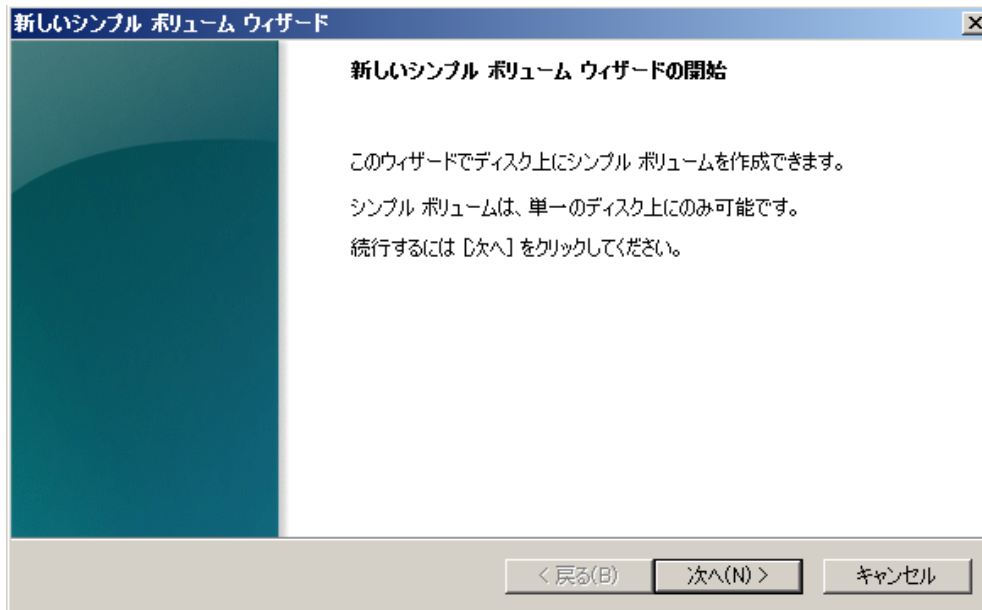 新しいシンプル ボリューム ウィザード
新しいシンプル ボリューム ウィザードの開始
このウィザードでディスク上にシンプル ボリュームを作成できます。
シンプル ボリュームは、単一のディスク上にのみ可能です。
続行するには [次へ] をクリックしてください。
< 戻る(B) 次へ(N) > キャンセル